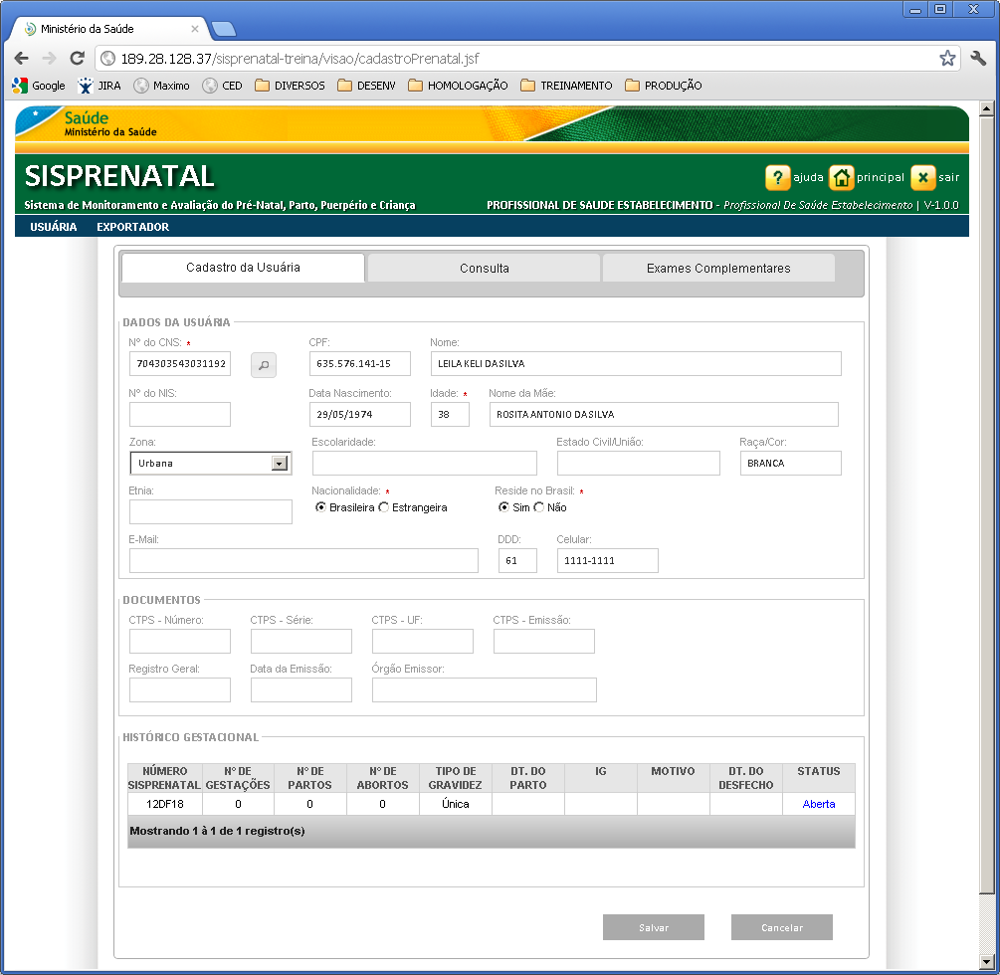 Ministério da Saúde
189.28.128.37/sisprenatal-treina/visao/cadastroPrenatal.jsf
Google JIRA Maximo CED DIVERSOS DESENV HOMOLOGAÇÃO TREINAMENTO PRODUÇÃO
Saúde
Ministério da Saúde
SISPRENATAL
? ajuda principal sair
Sistema de Monitoramento e Avaliação do Pré-Natal, Parto, Puerpério e Criança PROFISSIONAL DE SAUDE ESTABELECIMENTO - Profissional De Saúde Estabelecimento | V-1.0.0
USUÁRIA EXPORTADOR
Cadastro da Usuária Consulta Exames Complementares
DADOS DA USUÁRIA
Nº do CNS: * CPF: Nome:
704303543031192 635.576.141-15 LEILA KELI DA SILVA
Nº do NIS: Data Nascimento: Idade: * Nome da Mãe:
29/05/1974 38 ROSITA ANTONIO DA SILVA
Zona: Escolaridade: Estado Civil/União: Raça/Cor:
Urbana BRANCA
Etnia: Nacionalidade: * Reside no Brasil: *
Brasileira Estrangeira Sim Não
E-Mail: DDD: Celular:
61 1111-1111
DOCUMENTOS
CTPS - Número: CTPS - Série: CTPS - UF: CTPS - Emissão:
Registro Geral: Data da Emissão: Órgão Emissor:
HISTÓRICO GESTACIONAL
NÚMERO Nº DE Nº DE Nº DE TIPO DE DT. DO IG MOTIVO DT. DO STATUS
SISPRENATAL GESTAÇÕES PARTOS ABORTOS GRAVIDEZ PARTO DESFECHO
12DF18 0 0 0 Única Aberta
Mostrando 1 à 1 de 1 registro(s)
Salvar Cancelar